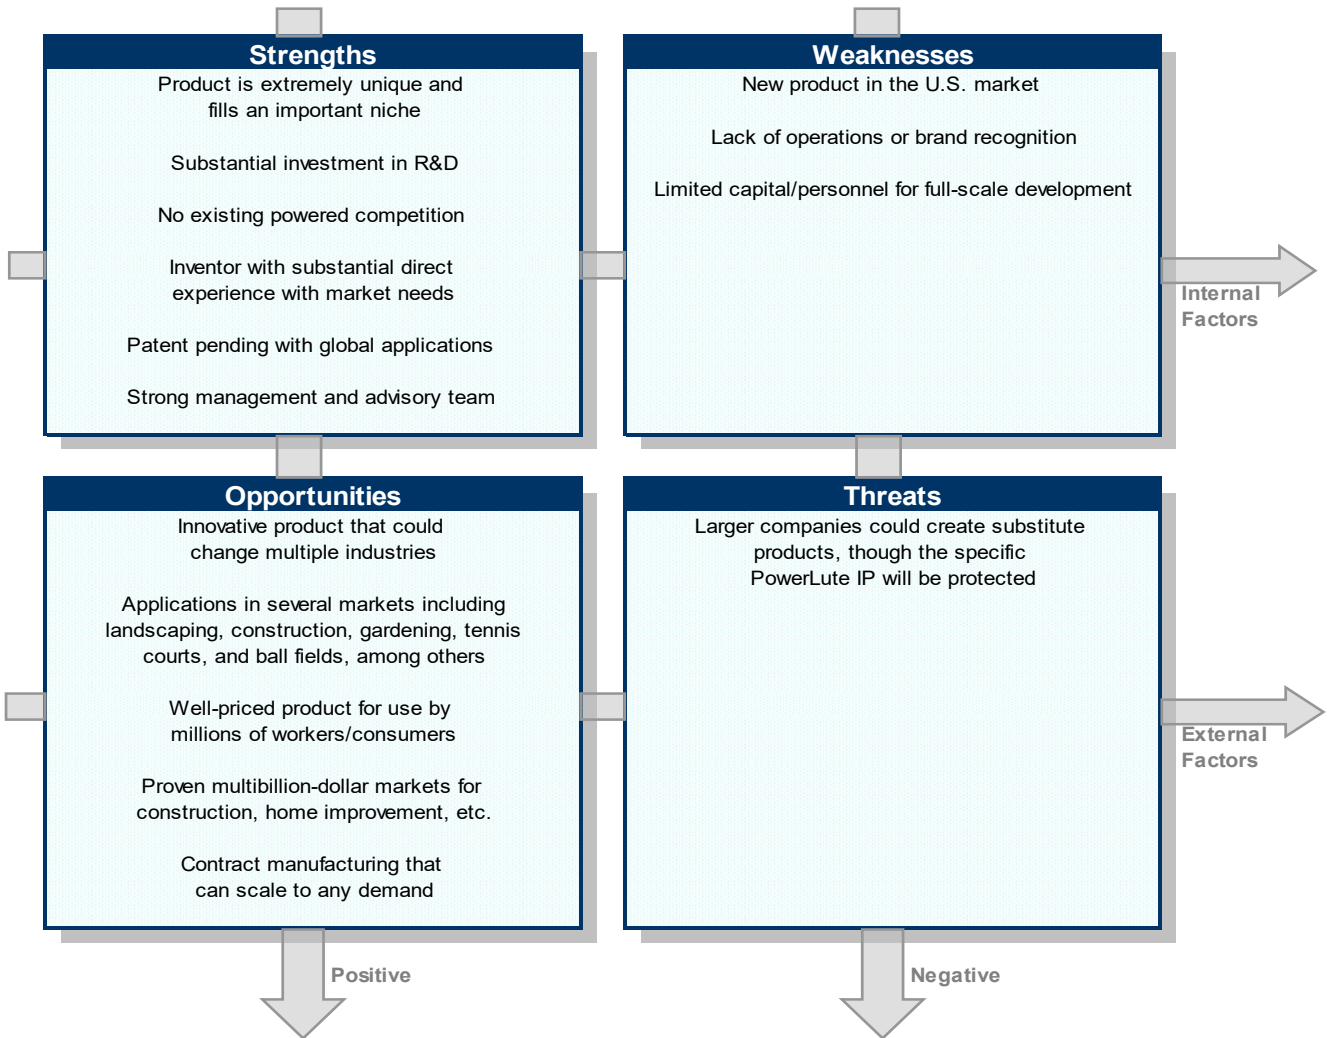 Strengths
Product is extremely unique and
fills an important niche
Substantial investment in R&D
No existing powered competition
Inventor with substantial direct
experience with market needs
Patent pending with global applications
Strong management and advisory team
Weaknesses
New product in the U.S. market
Lack of operations or brand recognition
Limited capital/personnel for full-scale development
Internal
Factors
Opportunities
Innovative product that could
change multiple industries
Applications in several markets including
landscaping, construction, gardening, tennis
courts, and ball fields, among others
Well-priced product for use by
millions of workers/consumers
Proven multibillion-dollar markets for
construction, home improvement, etc.
Contract manufacturing that
can scale to any demand
Threats
Larger companies could create substitute
products, though the specific
PowerLute IP will be protected
External
Factors
Positive
Negative